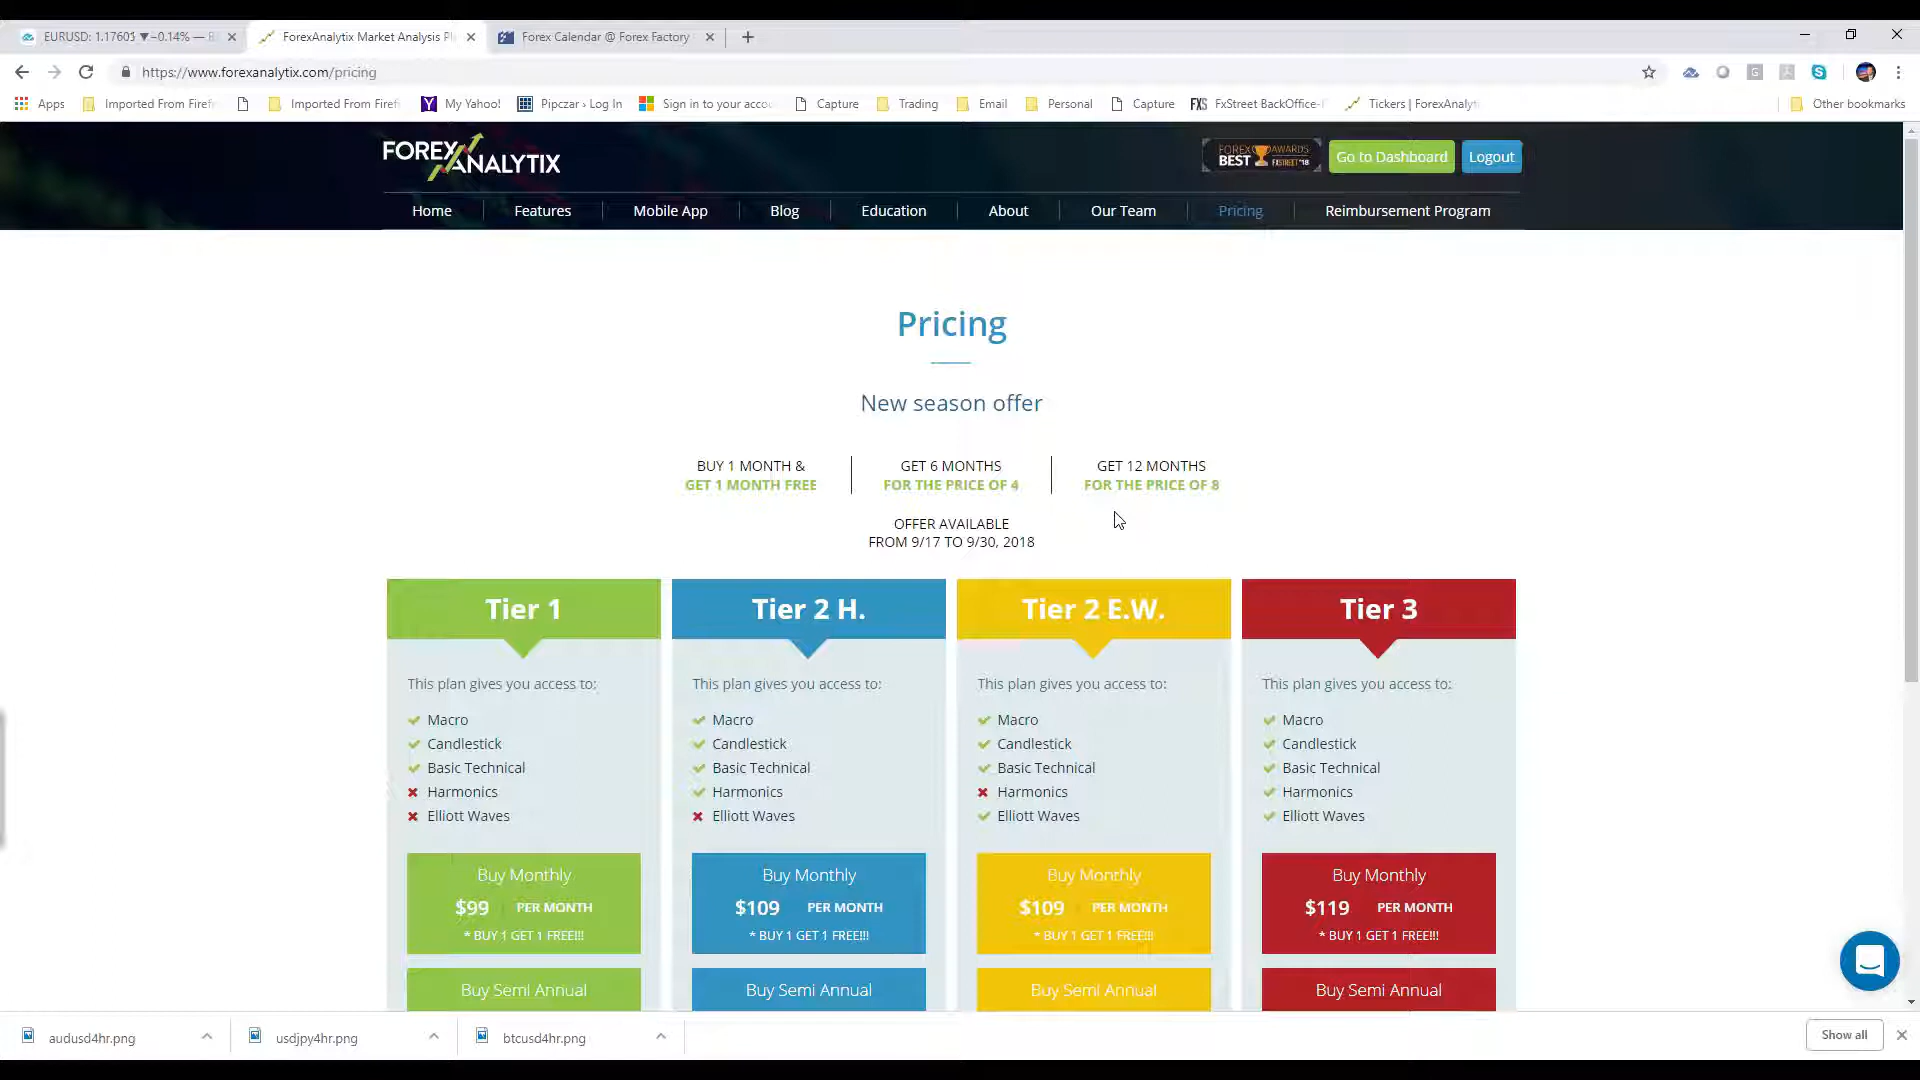 EURUSD: 1.17605 ▼−0.14% —
ForexAnalytix Market Analysis Pl
Forex Calendar @ Forex Factory
https://www.forexanalytix.com/pricing
Apps
Imported From Firef
Imported From Firef
My Yahoo!
Pipczar › Log In
Sign in to your accou
Capture
Trading
Email
Personal
Capture
FXS FxStreet BackOffice-
Tickers | ForexAnalyt
Other bookmarks
FOREX ANALYTIX
FOREX AWARDS
BEST FXSTREET '18
Go to Dashboard
Logout
Home
Features
Mobile App
Blog
Education
About
Our Team
Pricing
Reimbursement Program
Pricing
New season offer
BUY 1 MONTH &
GET 1 MONTH FREE
GET 6 MONTHS
FOR THE PRICE OF 4
GET 12 MONTHS
FOR THE PRICE OF 8
OFFER AVAILABLE
FROM 9/17 TO 9/30, 2018
Tier 1
This plan gives you access to:
Macro
Candlestick
Basic Technical
Harmonics
Elliott Waves
Buy Monthly
$99 PER MONTH
* BUY 1 GET 1 FREE!!!
Buy Semi Annual
Tier 2 H.
This plan gives you access to:
Macro
Candlestick
Basic Technical
Harmonics
Elliott Waves
Buy Monthly
$109 PER MONTH
* BUY 1 GET 1 FREE!!!
Buy Semi Annual
Tier 2 E.W.
This plan gives you access to:
Macro
Candlestick
Basic Technical
Harmonics
Elliott Waves
Buy Monthly
$109 PER MONTH
* BUY 1 GET 1 FREE!!!
Buy Semi Annual
Tier 3
This plan gives you access to:
Macro
Candlestick
Basic Technical
Harmonics
Elliott Waves
Buy Monthly
$119 PER MONTH
* BUY 1 GET 1 FREE!!!
Buy Semi Annual
audusd4hr.png
usdjpy4hr.png
btcusd4hr.png
Show all